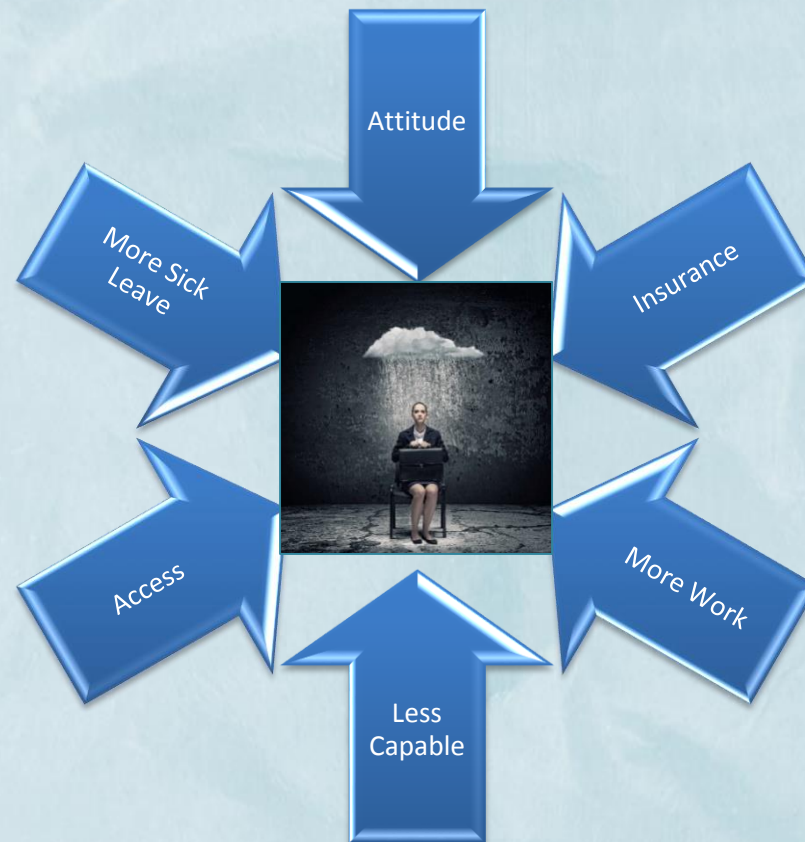 Attitude
Insurance
More Work
Less
Capable
Access
More Sick
Leave